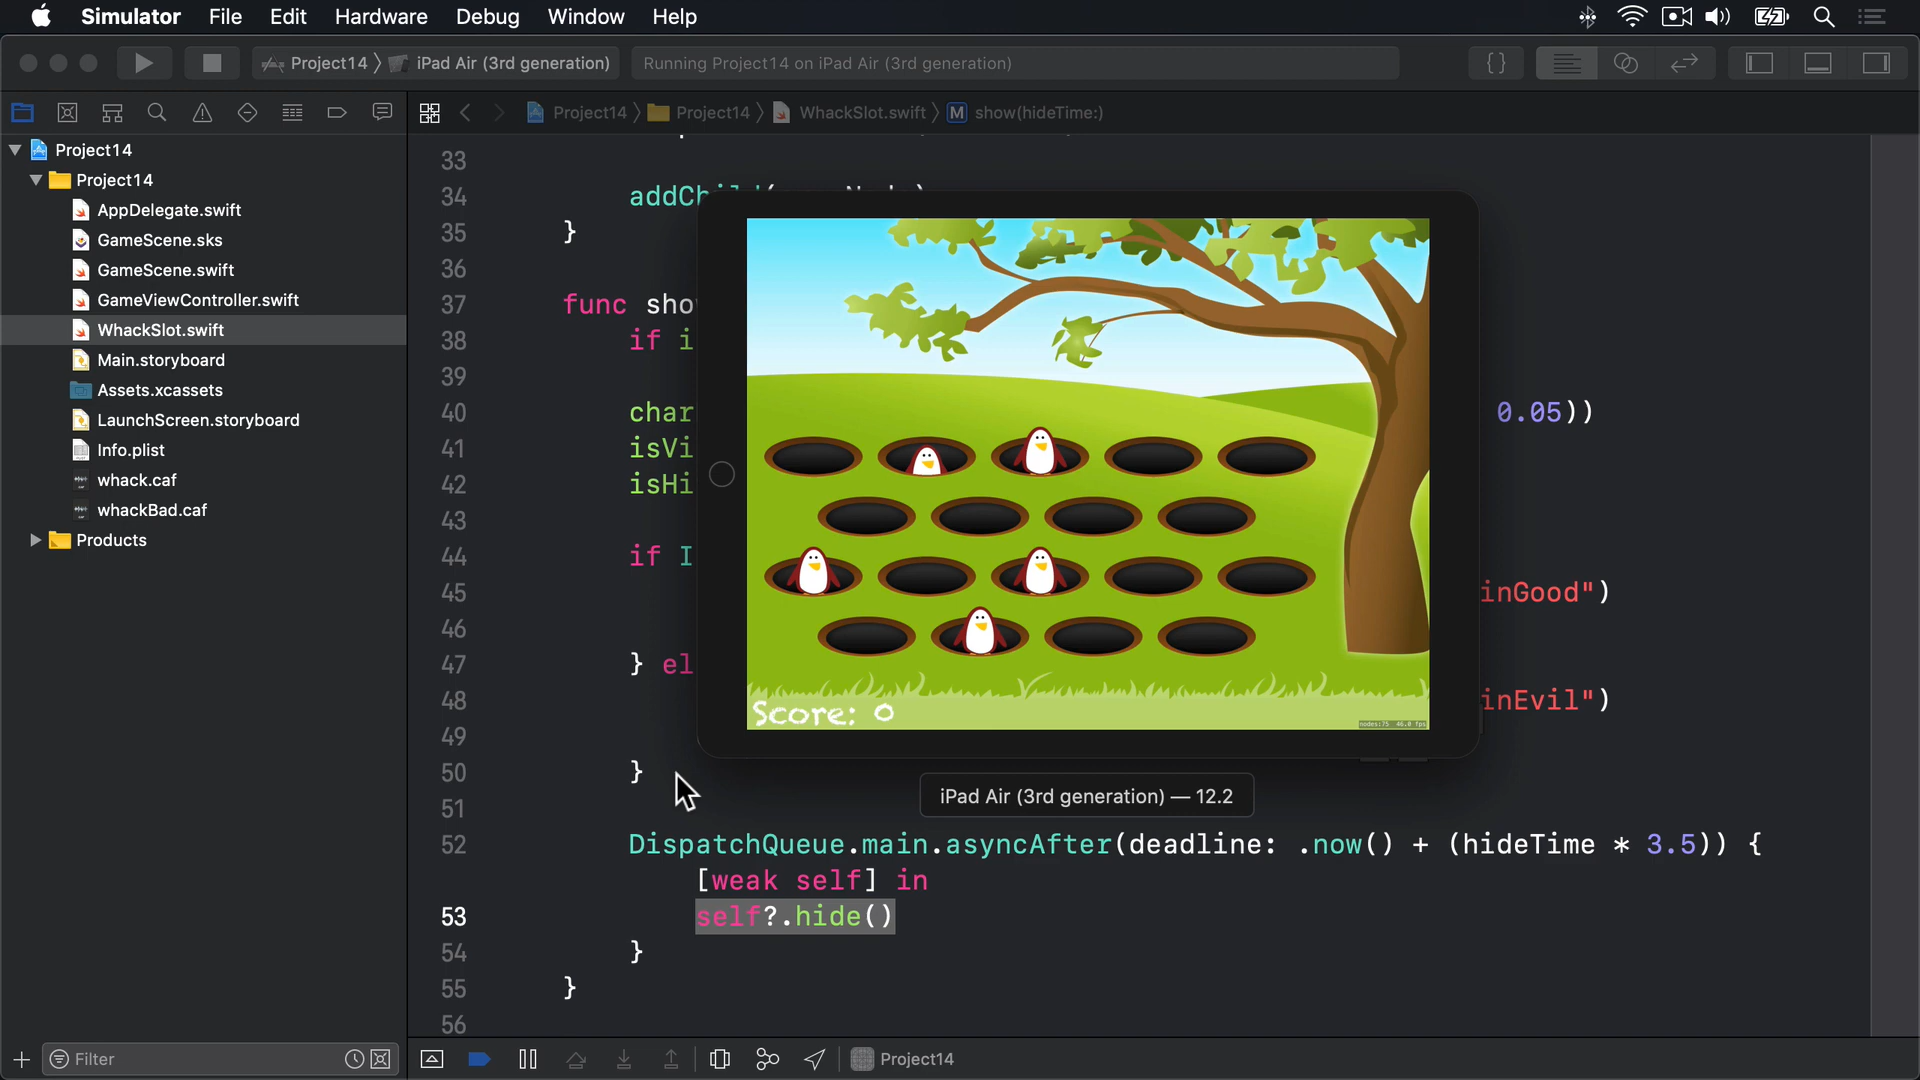 Simulator File Edit Hardware Debug Window Help
Project14 iPad Air (3rd generation) Running Project14 on iPad Air (3rd generation) {}
Project14 Project14 WhackSlot.swift M show(hideTime:)
Project14
Project14
AppDelegate.swift
GameScene.sks
GameScene.swift
GameViewController.swift
WhackSlot.swift
Main.storyboard
Assets.xcassets
LaunchScreen.storyboard
Info.plist
whack.caf
whackBad.caf
Products
Filter
33
34 addCh
35 }
36
37 func sho
38 if i
39
40 char 0.05))
41 isVi
42 isHi
43
44 if I
45 inGood")
46
47 } el
48 inEvil")
49
50 }
51
52 DispatchQueue.main.asyncAfter(deadline: .now() + (hideTime * 3.5)) {
[weak self] in
53 self?.hide()
54 }
55 }
56
Score: 0
nodes:75 46.0 fps
iPad Air (3rd generation) — 12.2
Project14